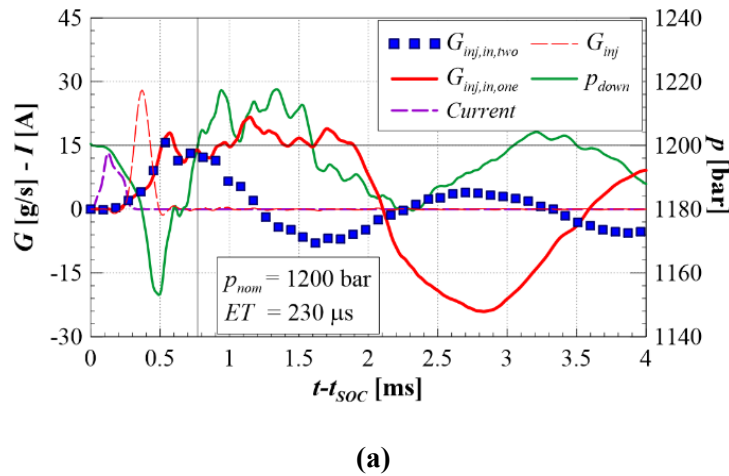 45
30
15
0
-15
-30
G [g/s] - I [A]
G_inj,in,two
G_inj
G_inj,in,one
p_down
Current
p_nom = 1200 bar
ET = 230 μs
1240
1220
1200
1180
1160
1140
p [bar]
0 0.5 1 1.5 2 2.5 3 3.5 4
t-t_SOC [ms]
(a)